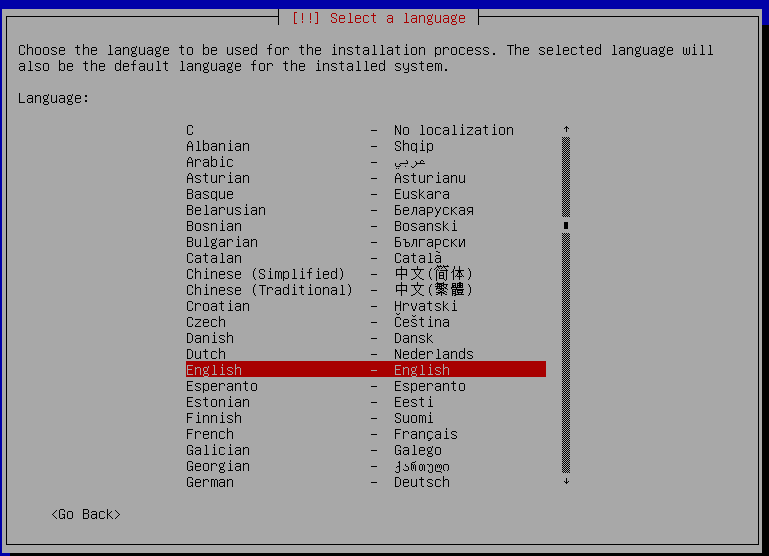 [!!] Select a language
Choose the language to be used for the installation process. The selected language will
also be the default language for the installed system.
Language:
C - No localization
Albanian - Shqip
Arabic - عربي
Asturian - Asturianu
Basque - Euskara
Belarusian - Беларуская
Bosnian - Bosanski
Bulgarian - Български
Catalan - Català
Chinese (Simplified) - 中文(简体)
Chinese (Traditional) - 中文(繁體)
Croatian - Hrvatski
Czech - Čeština
Danish - Dansk
Dutch - Nederlands
English - English
Esperanto - Esperanto
Estonian - Eesti
Finnish - Suomi
French - Français
Galician - Galego
Georgian - ქართული
German - Deutsch
<Go Back>